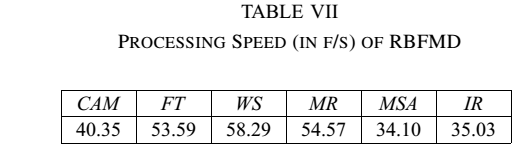 TABLE VII
PROCESSING SPEED (IN F/S) OF RBFMD
CAM FT WS MR MSA IR
40.35 53.59 58.29 54.57 34.10 35.03